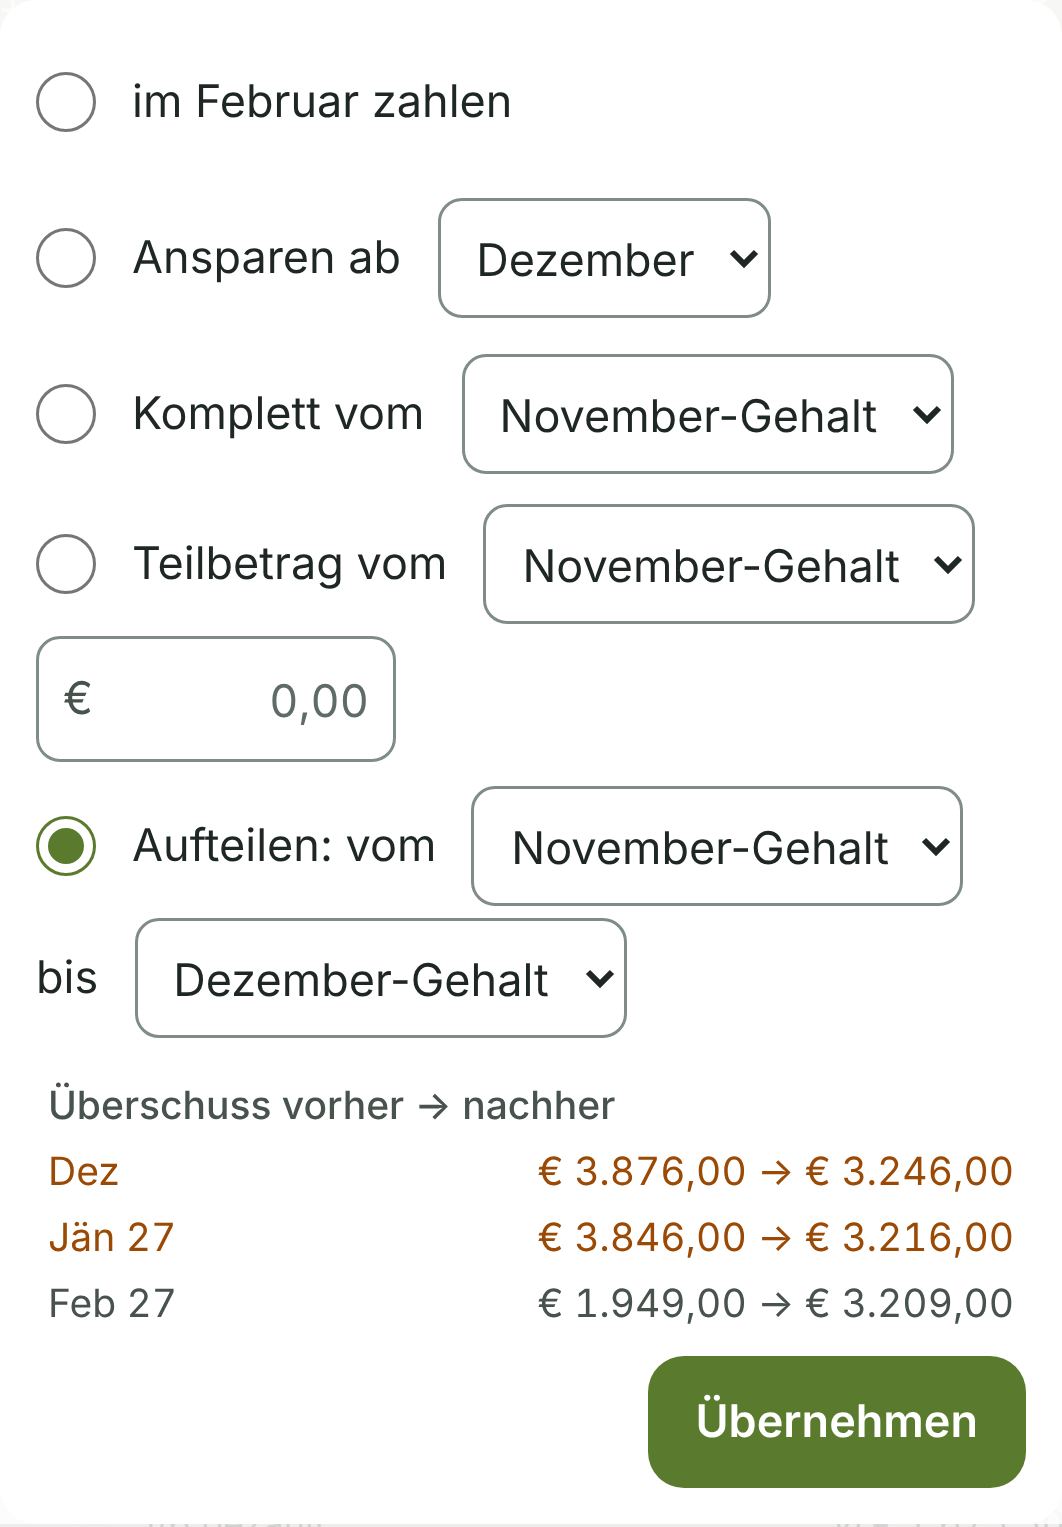 im Februar zahlen
Ansparen ab Dezember
Komplett vom November-Gehalt
Teilbetrag vom November-Gehalt
€ 0,00
Aufteilen: vom November-Gehalt
bis Dezember-Gehalt
Überschuss vorher → nachher
Dez € 3.876,00 → € 3.246,00
Jän 27 € 3.846,00 → € 3.216,00
Feb 27 € 1.949,00 → € 3.209,00
Übernehmen